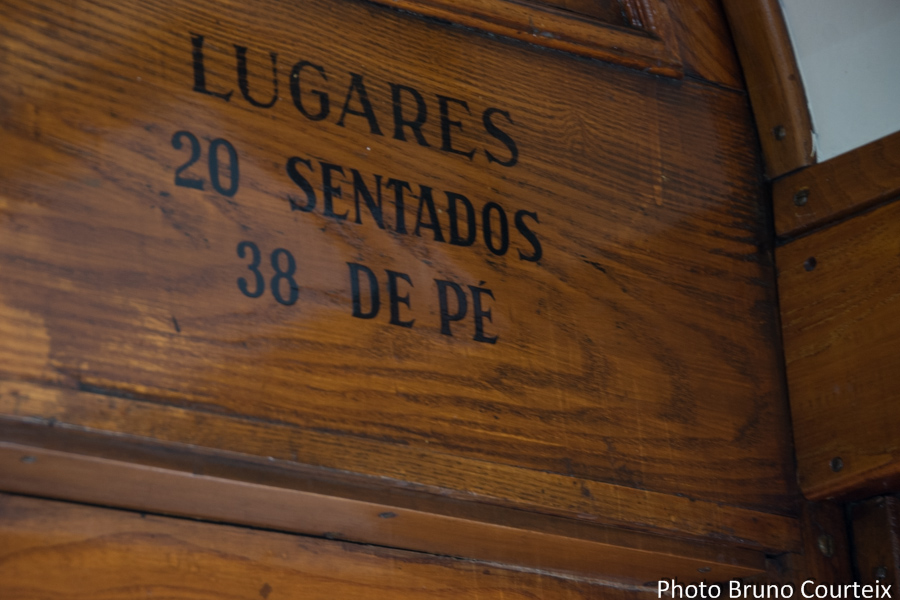 LUGARES
20 SENTADOS
38 DE PÉ
Photo Bruno Courteix